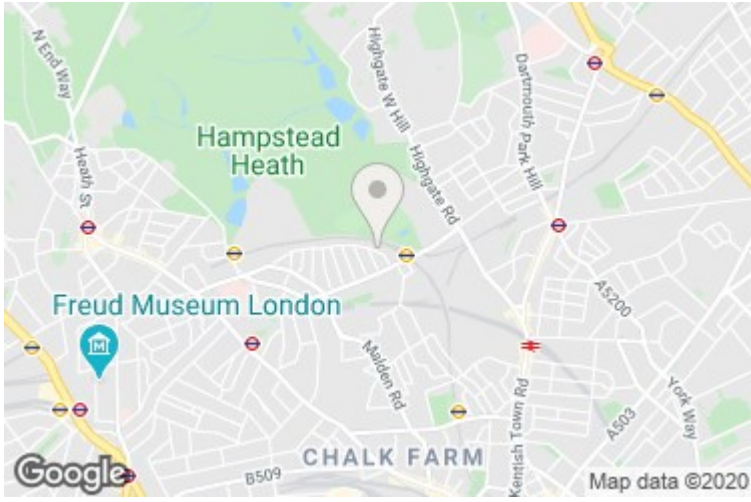 N End Way
Highgate W Hill
Dartmouth Park Hill
Hampstead
Heath
Heath St
Highgate Rd
Freud Museum London
A5200
Malden Rd
Kentish Town Rd
York Way
A503
CHALK FARM
B509
Google
Map data ©2020